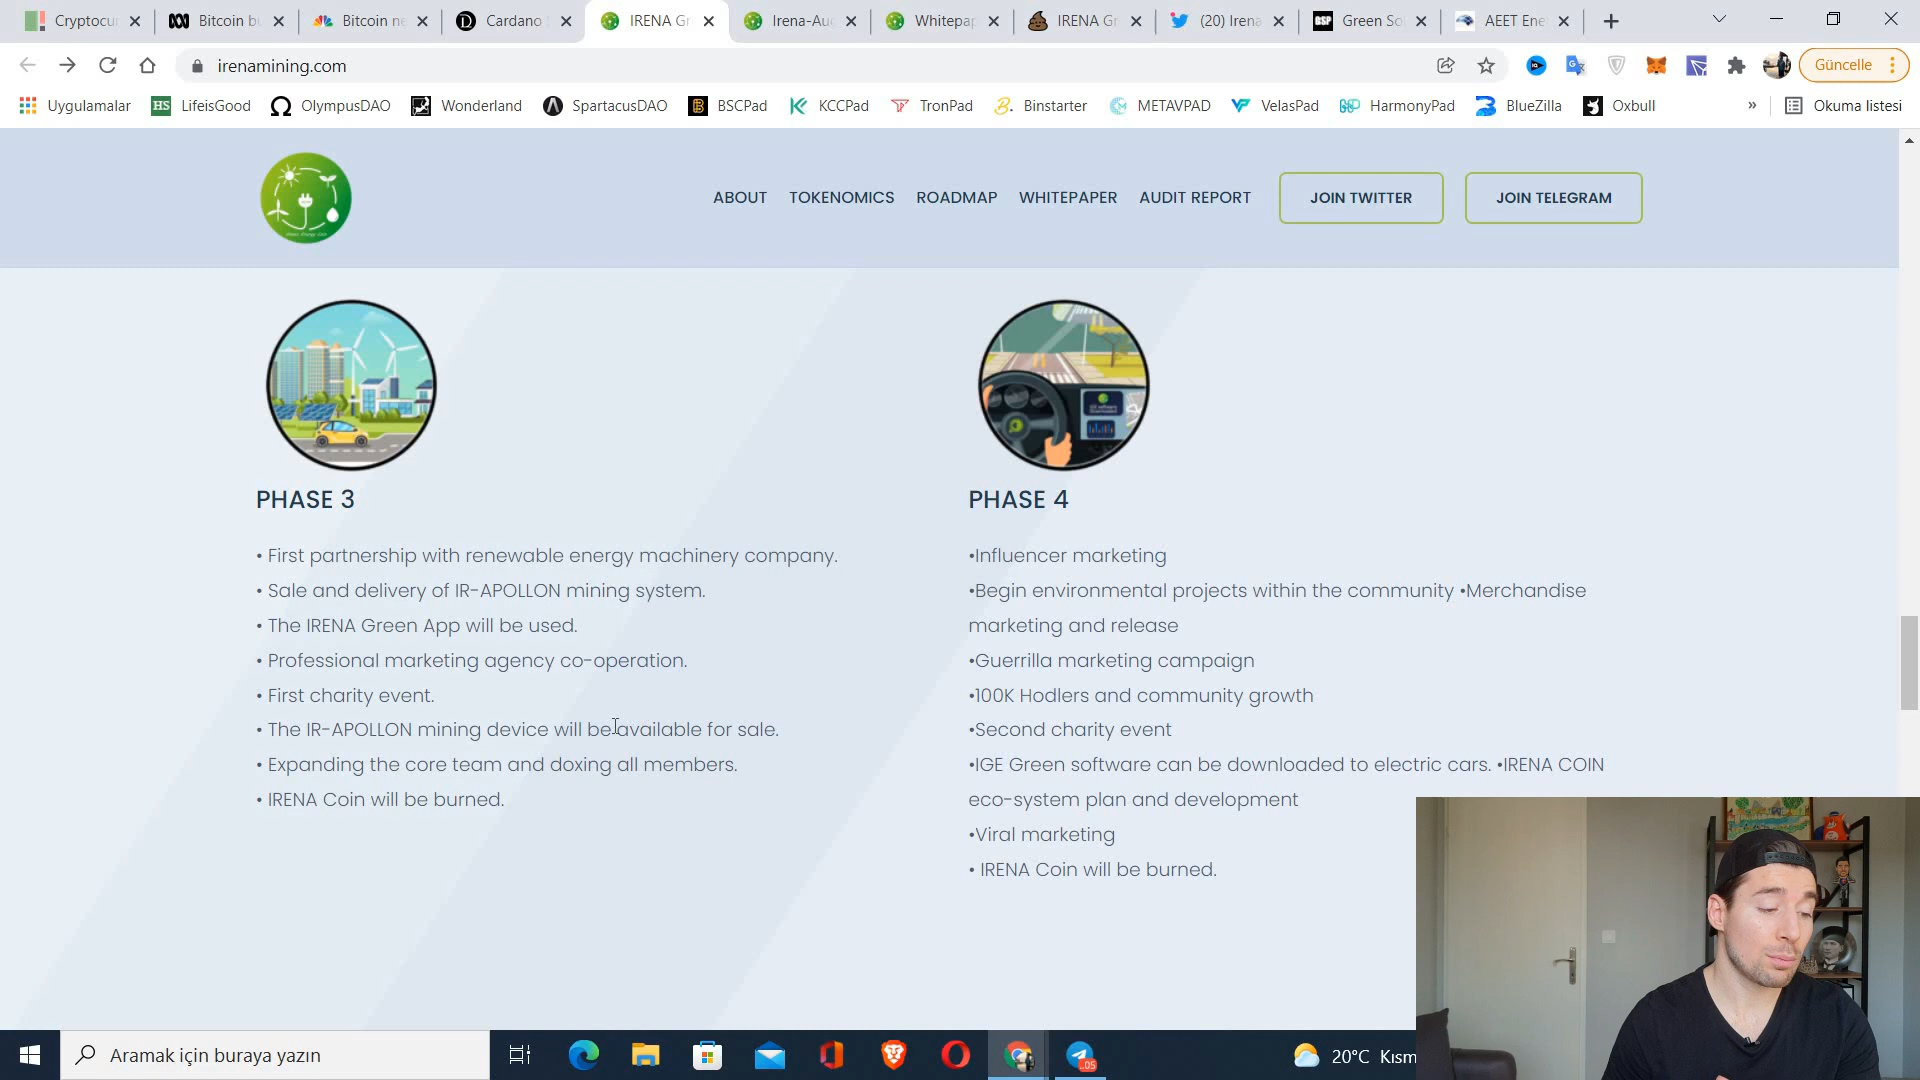 Cryptocur
Bitcoin bu
Bitcoin ne
Cardano
IRENA Gr
Irena-Auc
Whitepap
IRENA Gr
(20) Irena
GSP Green So
AEET Ene
irenamining.com
Güncelle
Uygulamalar
HS LifeisGood
OlympusDAO
Wonderland
SpartacusDAO
BSCPad
KCCPad
TronPad
Binstarter
METAVPAD
VelasPad
HarmonyPad
BlueZilla
Oxbull
»
Okuma listesi
ABOUT TOKENOMICS ROADMAP WHITEPAPER AUDIT REPORT JOIN TWITTER JOIN TELEGRAM
PHASE 3
• First partnership with renewable energy machinery company.
• Sale and delivery of IR-APOLLON mining system.
• The IRENA Green App will be used.
• Professional marketing agency co-operation.
• First charity event.
• The IR-APOLLON mining device will be available for sale.
• Expanding the core team and doxing all members.
• IRENA Coin will be burned.
PHASE 4
•Influencer marketing
•Begin environmental projects within the community •Merchandise
marketing and release
•Guerrilla marketing campaign
•100K Hodlers and community growth
•Second charity event
•IGE Green software can be downloaded to electric cars. •IRENA COIN
eco-system plan and development
•Viral marketing
• IRENA Coin will be burned.
Aramak için buraya yazın
20°C Kısm